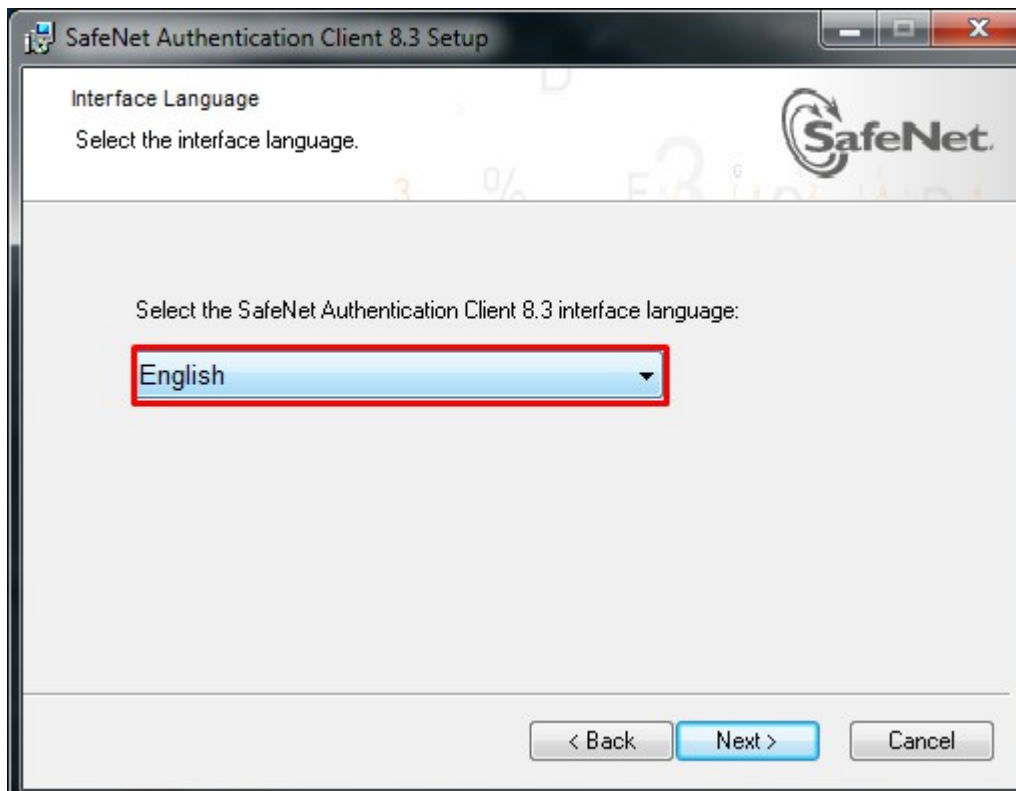 SafeNet Authentication Client 8.3 Setup
Interface Language
Select the interface language.
SafeNet.
Select the SafeNet Authentication Client 8.3 interface language:
English
< Back
Next >
Cancel